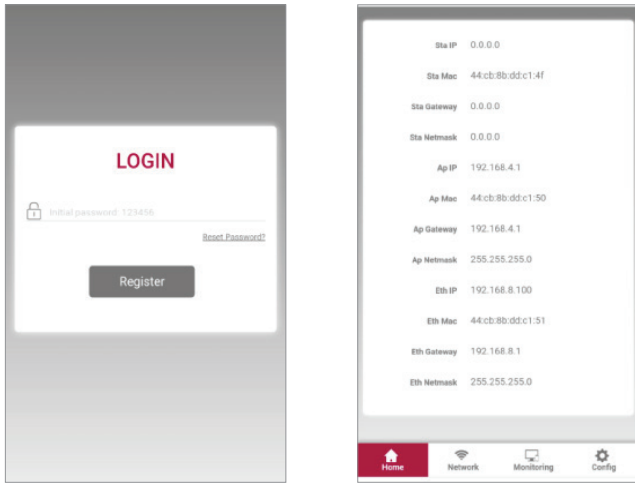 LOGIN
Initial password 123456
Reset Password?
Register
Sta IP 0.0.0.0
Sta Mac 44:cb:8b:dd:c1:4f
Sta Gateway 0.0.0.0
Sta Netmask 0.0.0.0
Ap IP 192.168.4.1
Ap Mac 44:cb:8b:dd:c1:50
Ap Gateway 192.168.4.1
Ap Netmask 255.255.255.0
Eth IP 192.168.8.100
Eth Mac 44:cb:8b:dd:c1:51
Eth Gateway 192.168.8.1
Eth Netmask 255.255.255.0
Home Network Monitoring Config